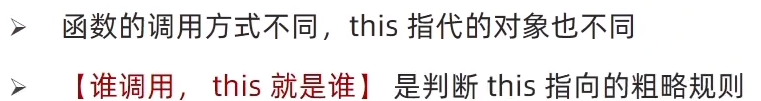 ➢ 函数的调用方式不同，this 指代的对象也不同
➢ 【谁调用， this 就是谁】 是判断 this 指向的粗略规则